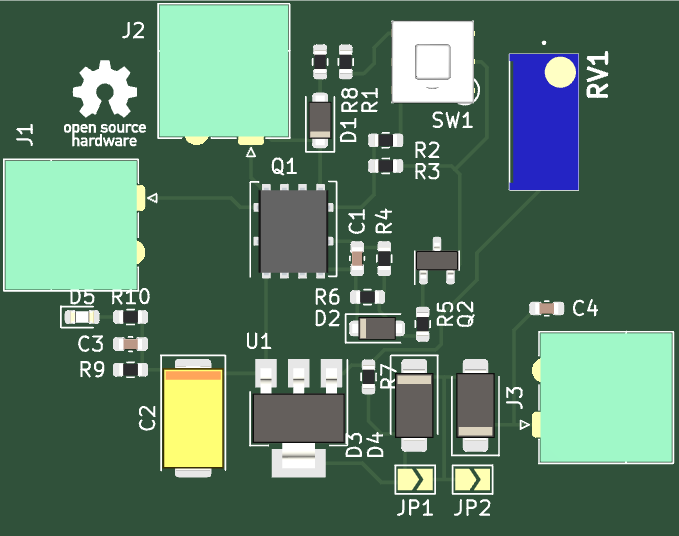 J2
RV1
J1
open source
hardware
R8
R1
D1
SW1
R2
R3
Q1
C1
R4
D5
R10
R6
D2
R5
Q2
C4
C3
U1
R9
R7
J3
C2
D3
D4
JP1
JP2